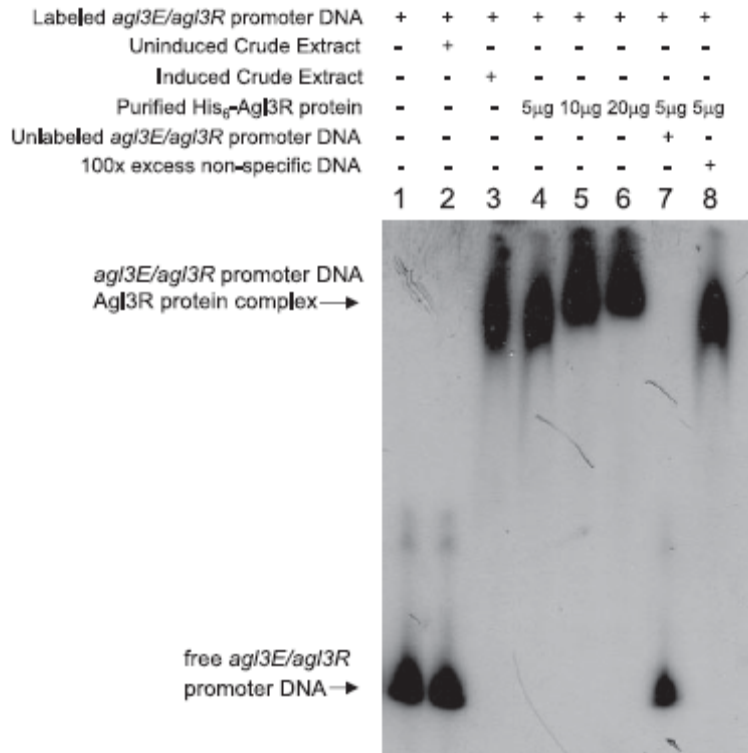 Labeled agl3E/agl3R promoter DNA + + + + + + + +
Uninduced Crude Extract - + - - - - - -
Induced Crude Extract - - + - - - - -
Purified His₆-Agl3R protein - - - 5µg 10µg 20µg 5µg 5µg
Unlabeled agl3E/agl3R promoter DNA - - - - - - + -
100x excess non-specific DNA - - - - - - - +
1 2 3 4 5 6 7 8
agl3E/agl3R promoter DNA
Agl3R protein complex
free agl3E/agl3R
promoter DNA